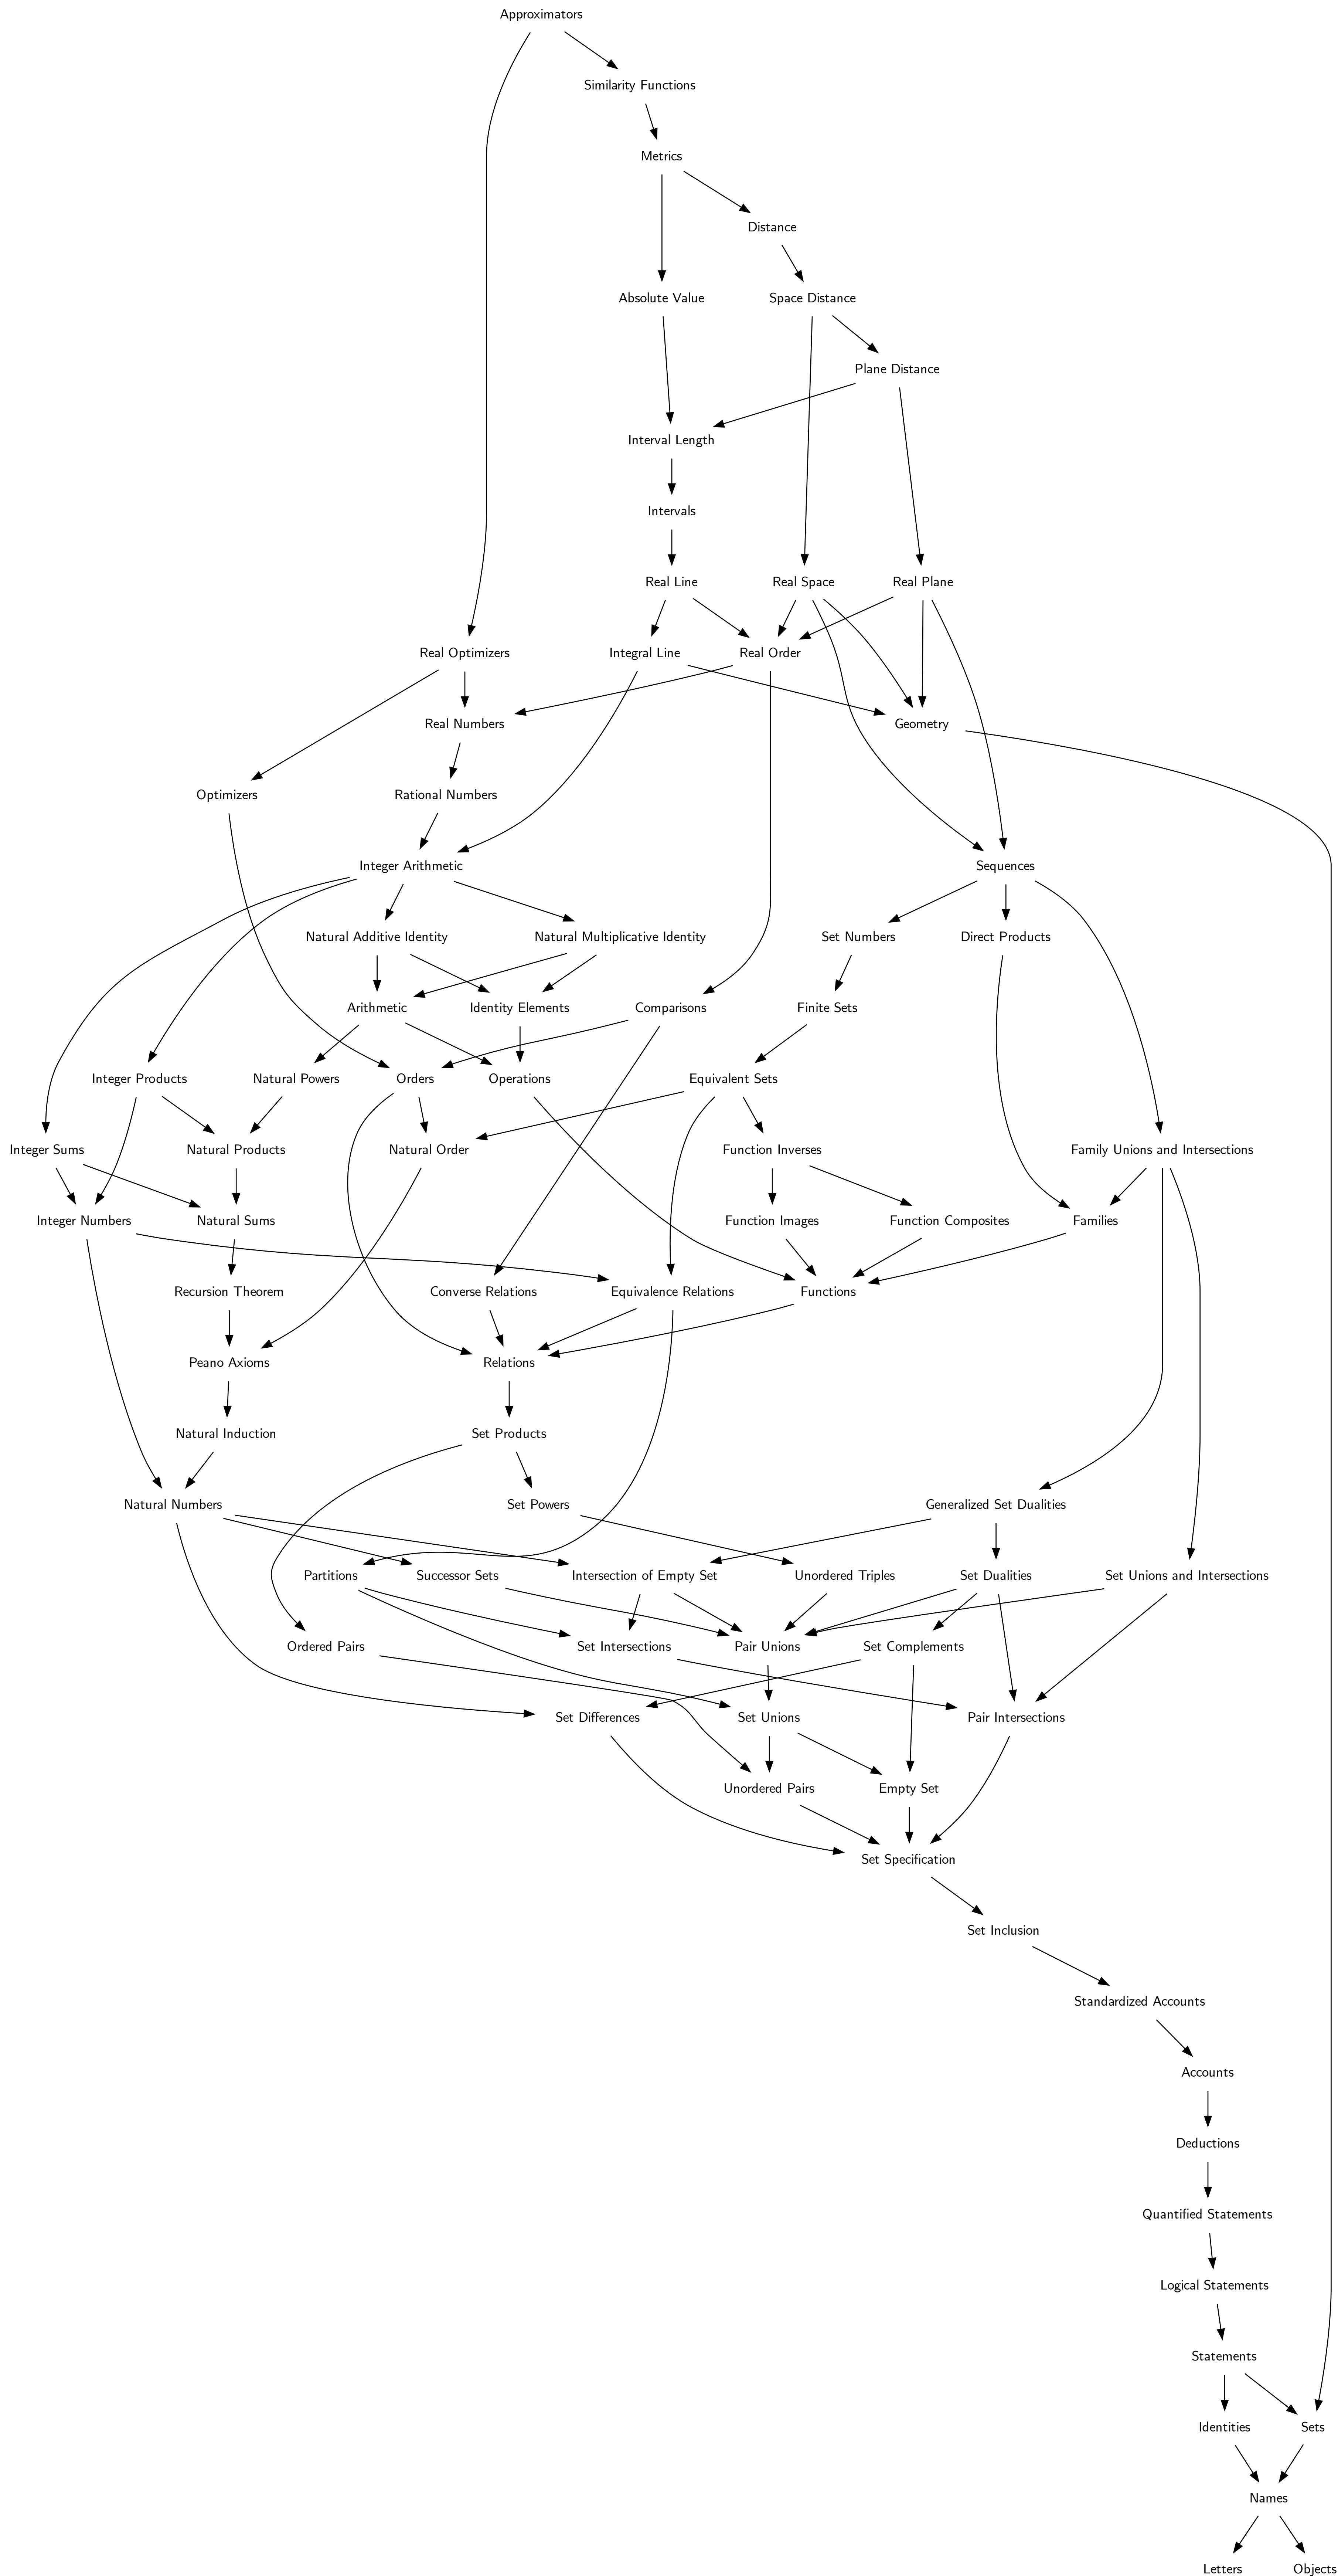 Approximators
Similarity Functions
Metrics
Distance
Absolute Value
Space Distance
Plane Distance
Interval Length
Intervals
Real Line
Real Space
Real Plane
Real Optimizers
Integral Line
Real Order
Real Numbers
Geometry
Optimizers
Rational Numbers
Integer Arithmetic
Sequences
Natural Additive Identity
Natural Multiplicative Identity
Set Numbers
Direct Products
Arithmetic
Identity Elements
Comparisons
Finite Sets
Integer Products
Natural Powers
Orders
Operations
Equivalent Sets
Integer Sums
Natural Products
Natural Order
Function Inverses
Family Unions and Intersections
Integer Numbers
Natural Sums
Function Images
Function Composites
Families
Recursion Theorem
Converse Relations
Equivalence Relations
Functions
Peano Axioms
Relations
Natural Induction
Set Products
Natural Numbers
Set Powers
Generalized Set Dualities
Partitions
Successor Sets
Intersection of Empty Set
Unordered Triples
Set Dualities
Set Unions and Intersections
Ordered Pairs
Set Intersections
Pair Unions
Set Complements
Set Differences
Set Unions
Pair Intersections
Unordered Pairs
Empty Set
Set Specification
Set Inclusion
Standardized Accounts
Accounts
Deductions
Quantified Statements
Logical Statements
Statements
Identities
Sets
Names
Letters
Objects